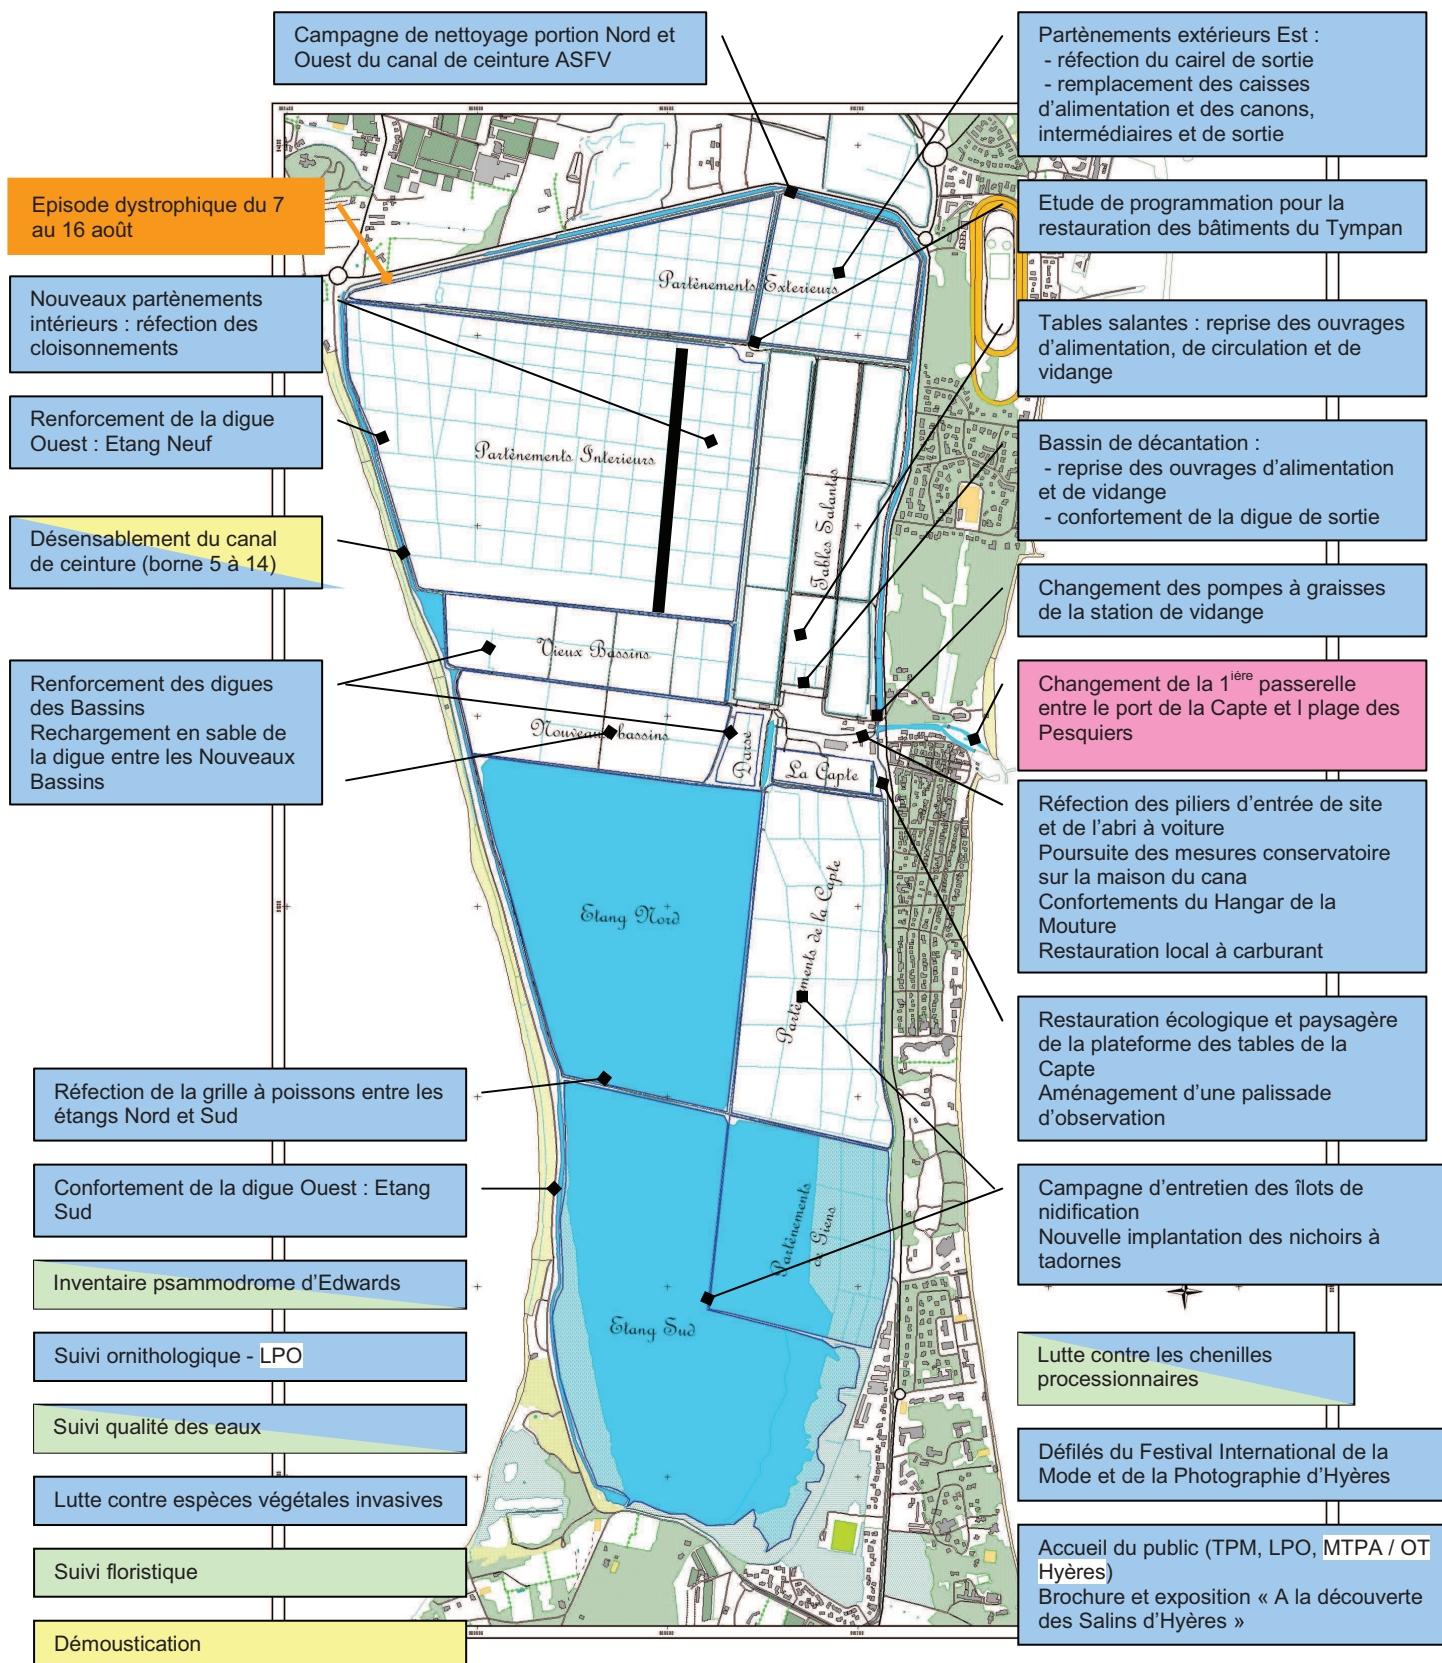 Campagne de nettoyage portion Nord et
Ouest du canal de ceinture ASFV
Partènements extérieurs Est :
- réfection du cairel de sortie
- remplacement des caisses
d'alimentation et des canons,
intermédiaires et de sortie
Episode dystrophique du 7
au 16 août
Etude de programmation pour la
restauration des bâtiments du Tympan
Nouveaux partènements
intérieurs : réfection des
cloisonnements
Tables salantes : reprise des ouvrages
d'alimentation, de circulation et de
vidange
Renforcement de la digue
Ouest : Etang Neuf
Bassin de décantation :
- reprise des ouvrages d'alimentation
et de vidange
- confortement de la digue de sortie
Désensablement du canal
de ceinture (borne 5 à 14)
Changement des pompes à graisses
de la station de vidange
Renforcement des digues
des Bassins
Rechargement en sable de
la digue entre les Nouveaux
Bassins
Changement de la 1ière passerelle
entre le port de la Capte et l plage des
Pesquiers
Réfection des piliers d'entrée de site
et de l'abri à voiture
Poursuite des mesures conservatoire
sur la maison du cana
Confortements du Hangar de la
Mouture
Restauration local à carburant
Restauration écologique et paysagère
de la plateforme des tables de la
Capte
Aménagement d'une palissade
d'observation
Réfection de la grille à poissons entre les
étangs Nord et Sud
Confortement de la digue Ouest : Etang
Sud
Campagne d'entretien des îlots de
nidification
Nouvelle implantation des nichoirs à
tadornes
Inventaire psammodrome d'Edwards
Suivi ornithologique - LPO
Lutte contre les chenilles
processionnaires
Suivi qualité des eaux
Défilés du Festival International de la
Mode et de la Photographie d'Hyères
Lutte contre espèces végétales invasives
Accueil du public (TPM, LPO, MTPA / OT
Hyères)
Brochure et exposition « A la découverte
des Salins d'Hyères »
Suivi floristique
Démoustication
Partènements Exterieurs
Partènements Interieurs
Tables Salantes
Vieux Bassins
Nouveaux bassins
Darse
La Capte
Etang Nord
Partènements de la Capte
Partènements
de Giens
Etang Sud